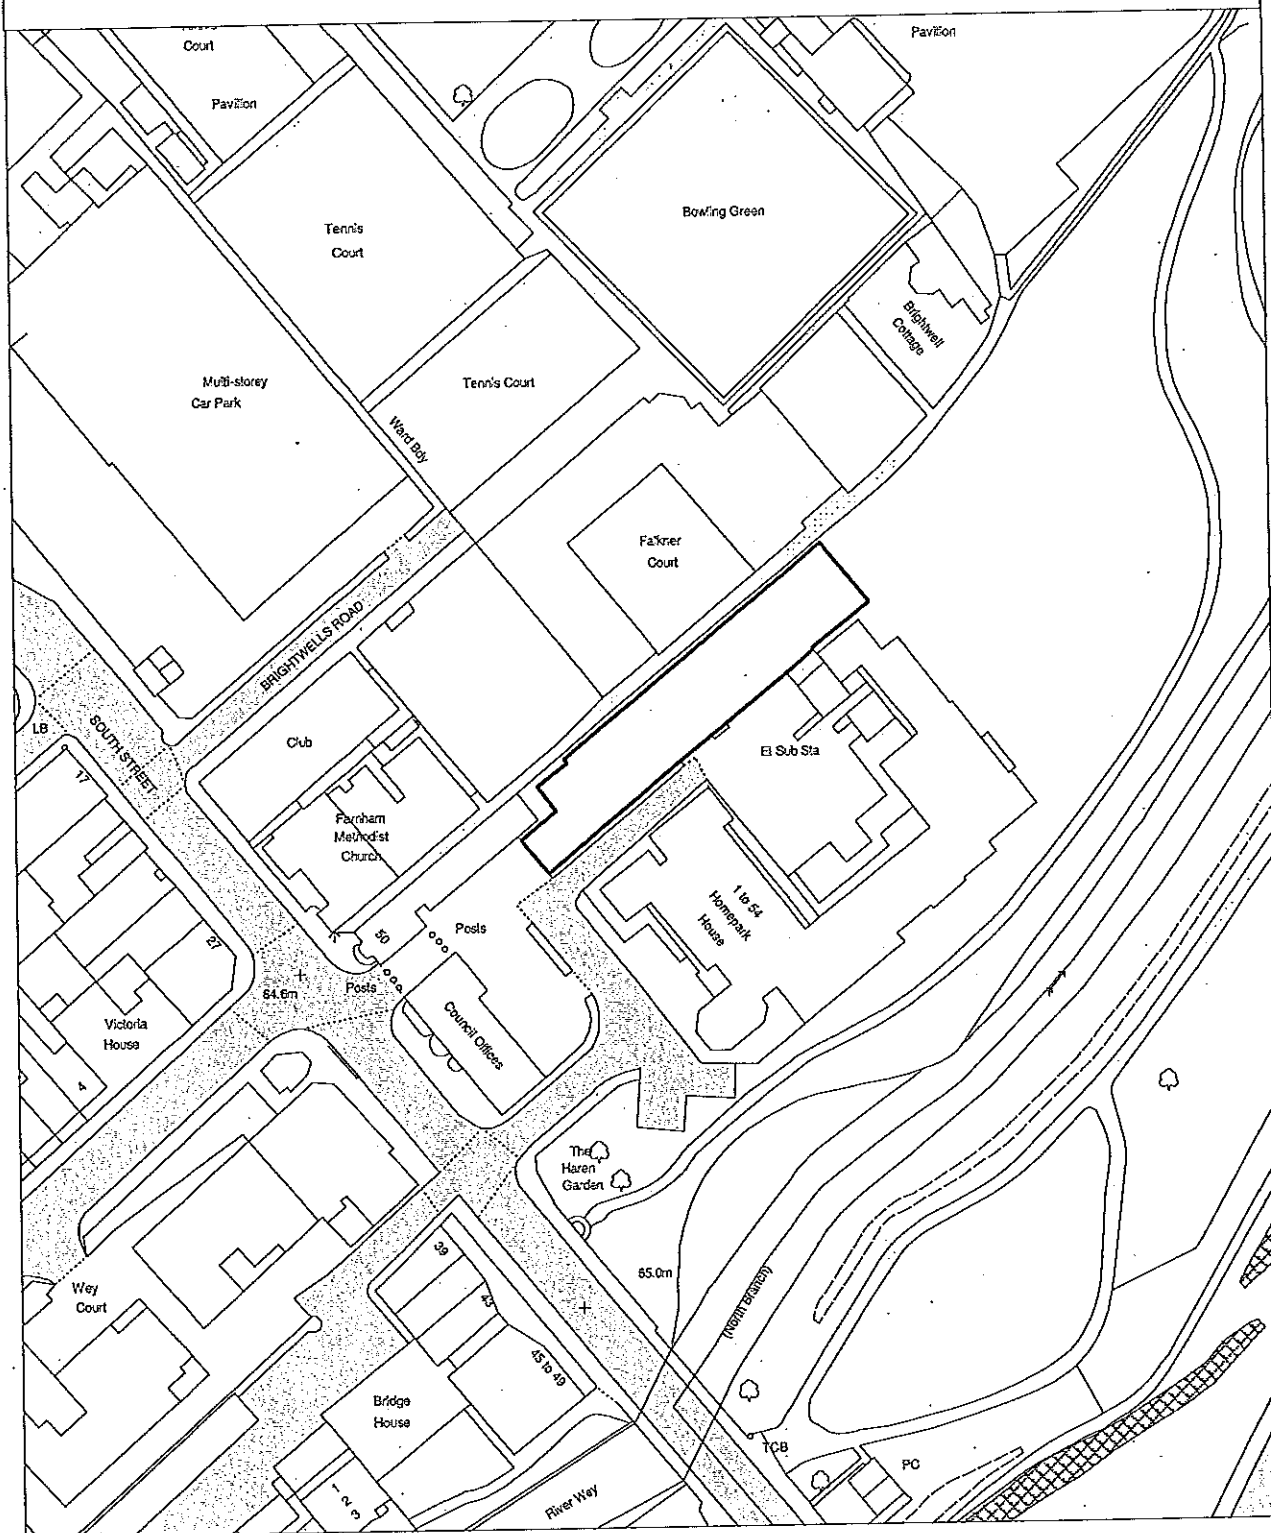 Court
Pavilion
Pavilion
Bowling Green
Tennis
Court
Brightwell
Cottage
Multi-storey
Car Park
Tennis Court
Ward Bdy
Falkner
Court
BRIGHTWELLS ROAD
LB
SOUTH STREET
17
Club
El Sub Sta
Farnham
Methodist
Church
1 to 54
Homepark
House
27
50
Posts
Posts
64.6m
Council Offices
Victoria
House
4
The
Haren
Garden
39
65.0m
(North Branch)
Wey
Court
43
45 to 49
Bridge
House
TCB
PC
1
2
3
River Wey